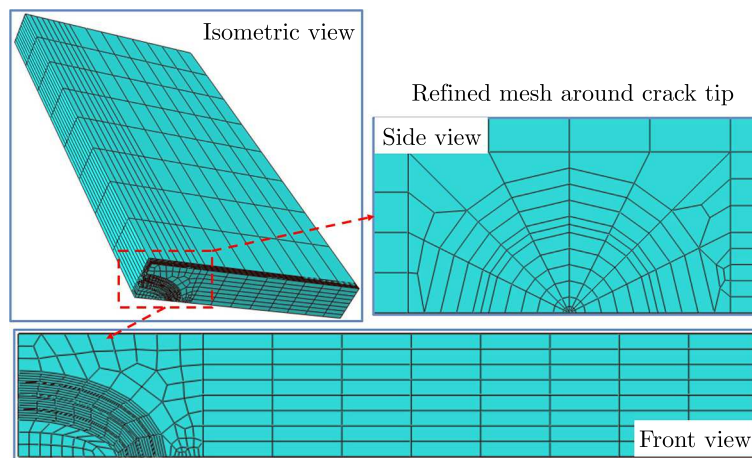 Isometric view
Refined mesh around crack tip
Side view
Front view